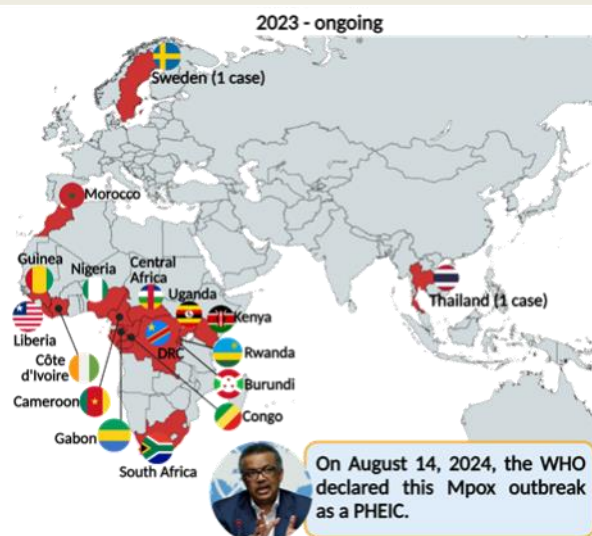 2023 - ongoing
Sweden (1 case)
Morocco
Guinea
Nigeria
Central
Africa
Uganda
Kenya
Thailand (1 case)
Liberia
DRC
Rwanda
Côte
d'Ivoire
Burundi
Cameroon
Congo
Gabon
South Africa
On August 14, 2024, the WHO
declared this Mpox outbreak
as a PHEIC.